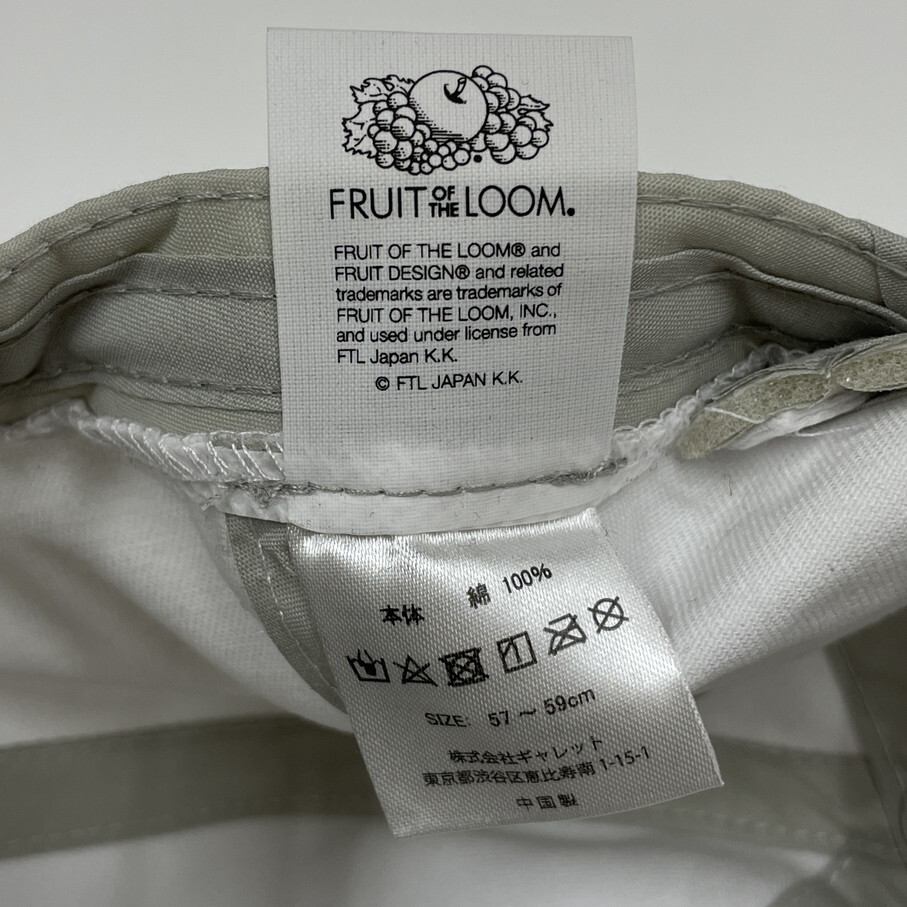 FRUIT OF THE LOOM.
FRUIT OF THE LOOM® and
FRUIT DESIGN® and related
trademarks are trademarks of
FRUIT OF THE LOOM, INC.,
and used under license from
FTL Japan K.K.
© FTL JAPAN K.K.
本体 綿 100%
SIZE: 57 ～ 59cm
株式会社ギャレット
東京都渋谷区恵比寿南 1-15-1
中国製